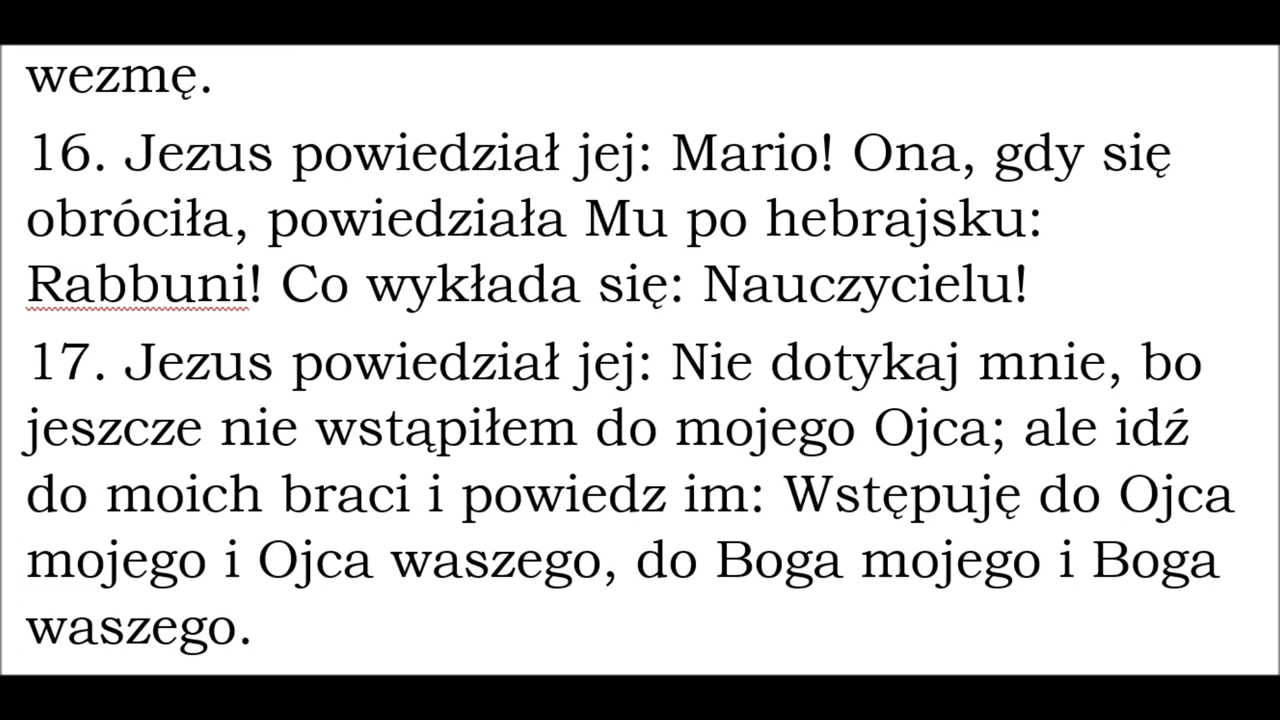 wezmę.
16. Jezus powiedział jej: Mario! Ona, gdy się
obróciła, powiedziała Mu po hebrajsku:
Rabbuni! Co wykłada się: Nauczycielu!
17. Jezus powiedział jej: Nie dotykaj mnie, bo
jeszcze nie wstąpiłem do mojego Ojca; ale idź
do moich braci i powiedz im: Wstępuję do Ojca
mojego i Ojca waszego, do Boga mojego i Boga
waszego.